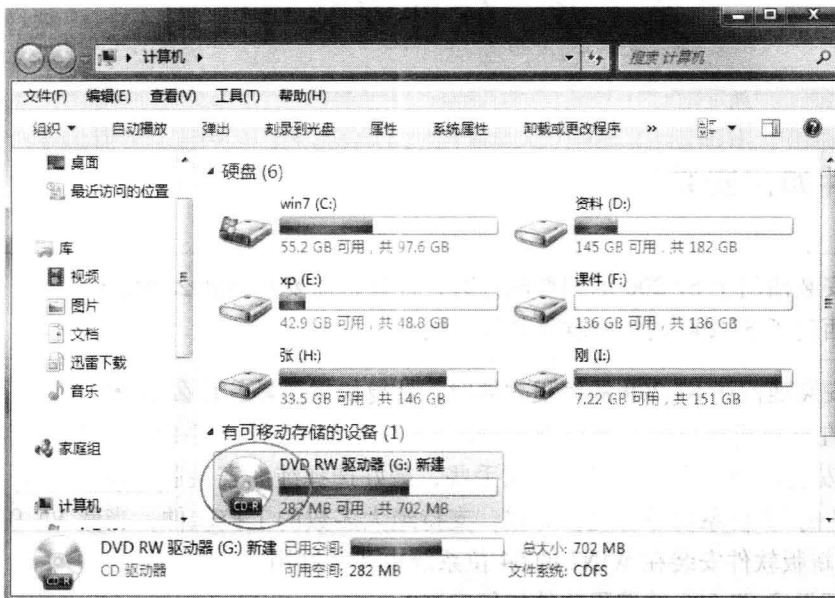 计算机
搜索 计算机
文件(F) 编辑(E) 查看(V) 工具(T) 帮助(H)
组织 自动播放 弹出 刻录到光盘 属性 系统属性 卸载或更改程序 »
桌面
最近访问的位置
库
视频
图片
文档
迅雷下载
音乐
家庭组
计算机
硬盘 (6)
win7 (C:)
55.2 GB 可用，共 97.6 GB
资料 (D:)
145 GB 可用，共 182 GB
xp (E:)
42.9 GB 可用，共 48.8 GB
课件 (F:)
136 GB 可用，共 136 GB
张 (H:)
33.5 GB 可用，共 146 GB
刚 (I:)
7.22 GB 可用，共 151 GB
有可移动存储的设备 (1)
DVD RW 驱动器 (G:) 新建
CD-R
282 MB 可用，共 702 MB
DVD RW 驱动器 (G:) 新建 已用空间: 总大小: 702 MB
CD 驱动器 可用空间: 282 MB 文件系统: CDFS
CD-R